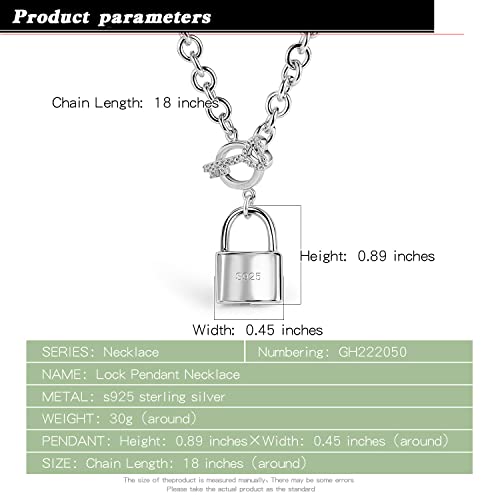 Product parameters
Chain Length: 18 inches
S925
Height: 0.89 inches
Width: 0.45 inches
SERIES: Necklace
Numbering: GH222050
NAME: Lock Pendant Necklace
METAL: s925 sterling silver
WEIGHT: 30g (around)
PENDANT: Height: 0.89 inches×Width: 0.45 inches (around)
SIZE: Chain Length: 18 inches (around)
The size of theproduct is measured manually. There may be some errors
Please take the actual product as the standard